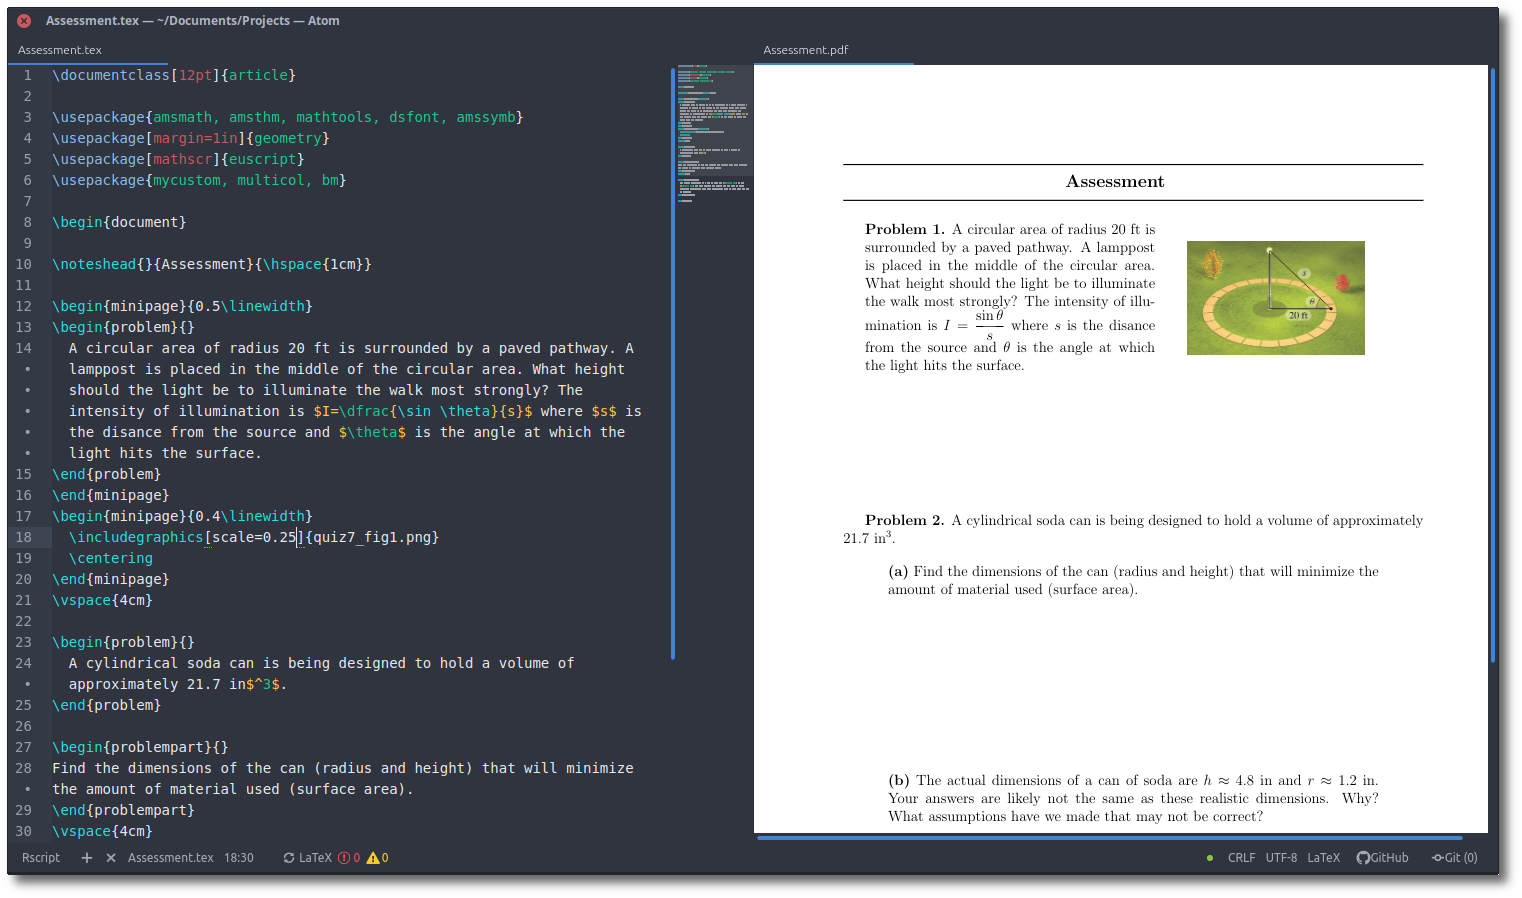 Assessment.tex — ~/Documents/Projects — Atom
Assessment.tex
1 \documentclass[12pt]{article}
2
3 \usepackage{amsmath, amsthm, mathtools, dsfont, amssymb}
4 \usepackage[margin=1in]{geometry}
5 \usepackage[mathscr]{euscript}
6 \usepackage{mycustom, multicol, bm}
7
8 \begin{document}
9
10 \noteshead{}{Assessment}{\hspace{1cm}}
11
12 \begin{minipage}{0.5\linewidth}
13 \begin{problem}{}
14 A circular area of radius 20 ft is surrounded by a paved pathway. A
• lamppost is placed in the middle of the circular area. What height
• should the light be to illuminate the walk most strongly? The
• intensity of illumination is $I=\dfrac{\sin \theta}{s}$ where $s$ is
• the disance from the source and $\theta$ is the angle at which the
• light hits the surface.
15 \end{problem}
16 \end{minipage}
17 \begin{minipage}{0.4\linewidth}
18 \includegraphics[scale=0.25]{quiz7_fig1.png}
19 \centering
20 \end{minipage}
21 \vspace{4cm}
22
23 \begin{problem}{}
24 A cylindrical soda can is being designed to hold a volume of
• approximately 21.7 in$^3$.
25 \end{problem}
26
27 \begin{problempart}{}
28 Find the dimensions of the can (radius and height) that will minimize
• the amount of material used (surface area).
29 \end{problempart}
30 \vspace{4cm}
Assessment.pdf
Assessment
Problem 1. A circular area of radius 20 ft is
surrounded by a paved pathway. A lamppost
is placed in the middle of the circular area.
What height should the light be to illuminate
the walk most strongly? The intensity of illu-
mination is I = sin θ / s where s is the disance
from the source and θ is the angle at which
the light hits the surface.
s
θ
20 ft
Problem 2. A cylindrical soda can is being designed to hold a volume of approximately
21.7 in³.
(a) Find the dimensions of the can (radius and height) that will minimize the
amount of material used (surface area).
(b) The actual dimensions of a can of soda are h ≈ 4.8 in and r ≈ 1.2 in.
Your answers are likely not the same as these realistic dimensions. Why?
What assumptions have we made that may not be correct?
Rscript + × Assessment.tex 18:30 LaTeX 0 0 CRLF UTF-8 LaTeX GitHub Git (0)